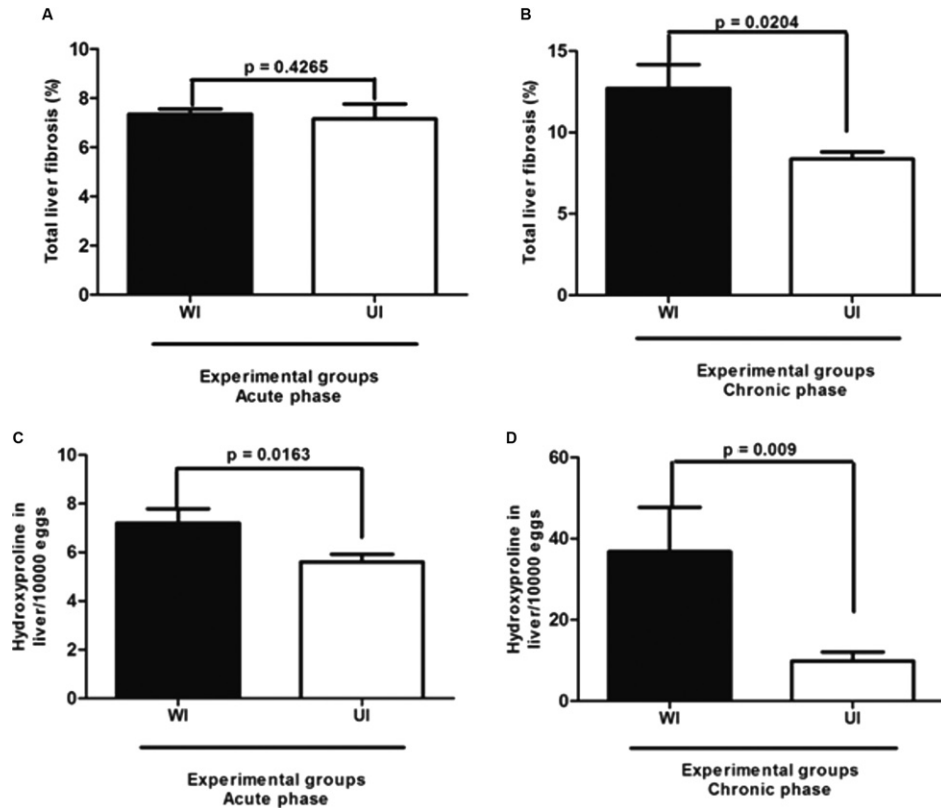 A
Total liver fibrosis (%)
10
8
6
4
2
0
p = 0.4265
WI
UI
Experimental groups
Acute phase
B
Total liver fibrosis (%)
15
10
5
0
p = 0.0204
WI
UI
Experimental groups
Chronic phase
C
Hydroxyproline in
liver/10000 eggs
10
8
6
4
2
0
p = 0.0163
WI
UI
Experimental groups
Acute phase
D
Hydroxyproline in
liver/10000 eggs
60
40
20
0
p = 0.009
WI
UI
Experimental groups
Chronic phase